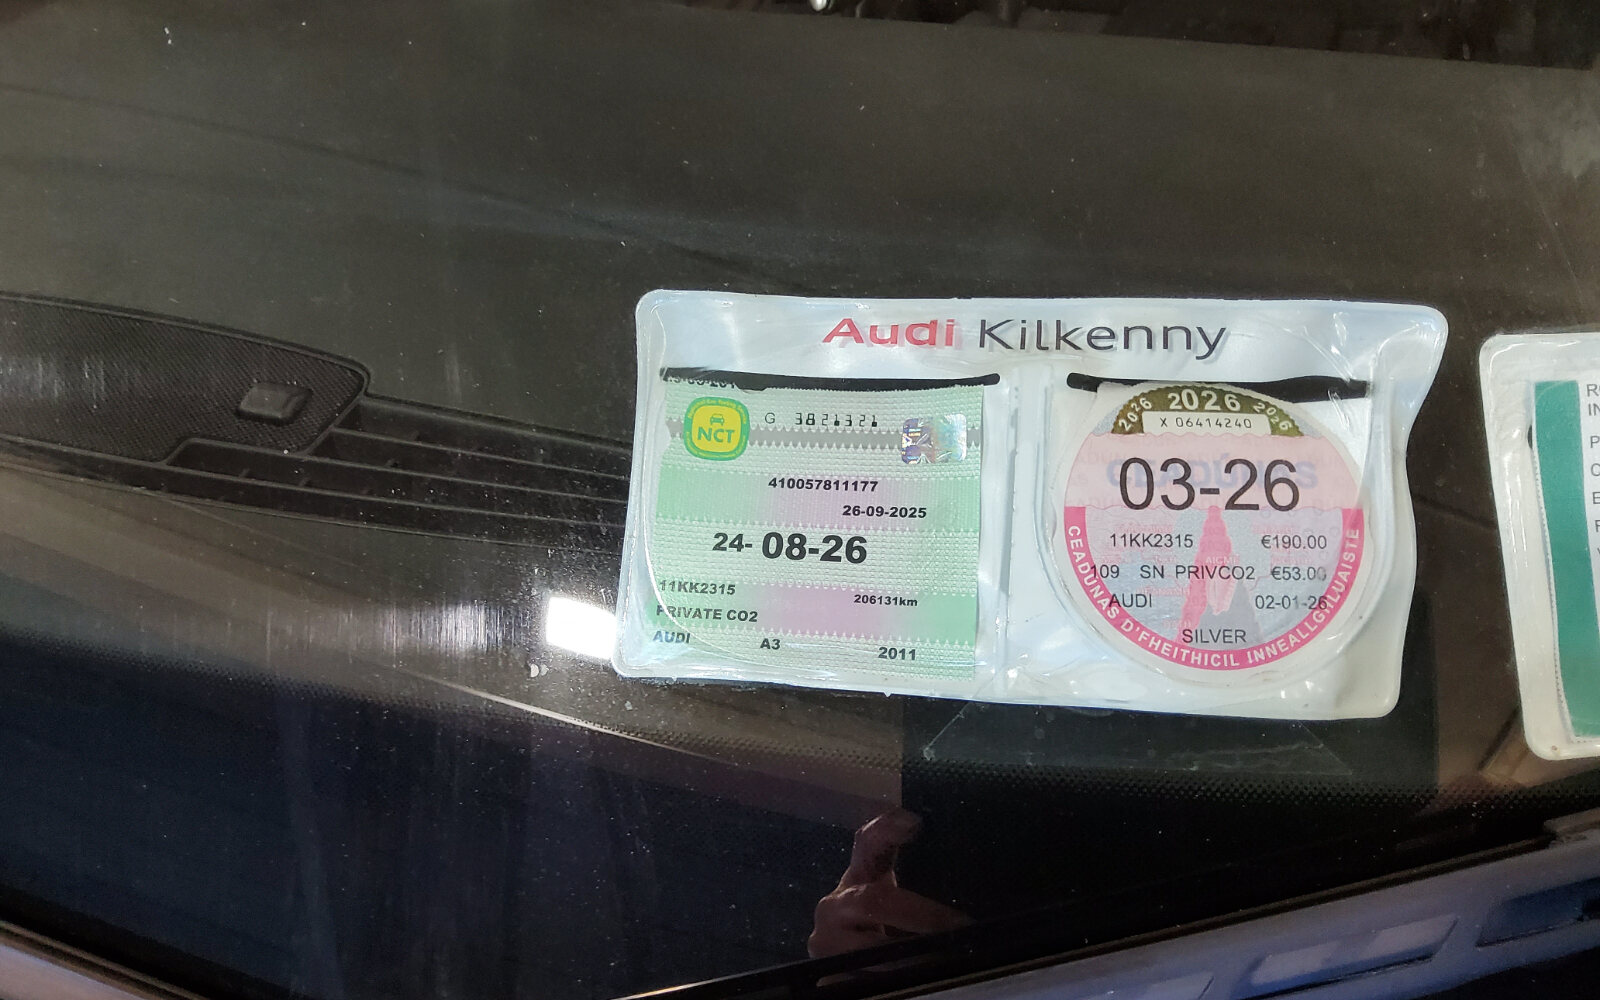 Audi Kilkenny
NCT
G 3821321
410057811177
26-09-2025
24-08-26
11KK2315
206131km
PRIVATE CO2
AUDI A3 2011
2026 2026 2026
X 06414240
03-26
11KK2315 €190.00
109 SN PRIVCO2 €53.00
AUDI 02-01-26
SILVER
CEADÚNAS D'FHEITHICIL INNEALLGHLUAISTE